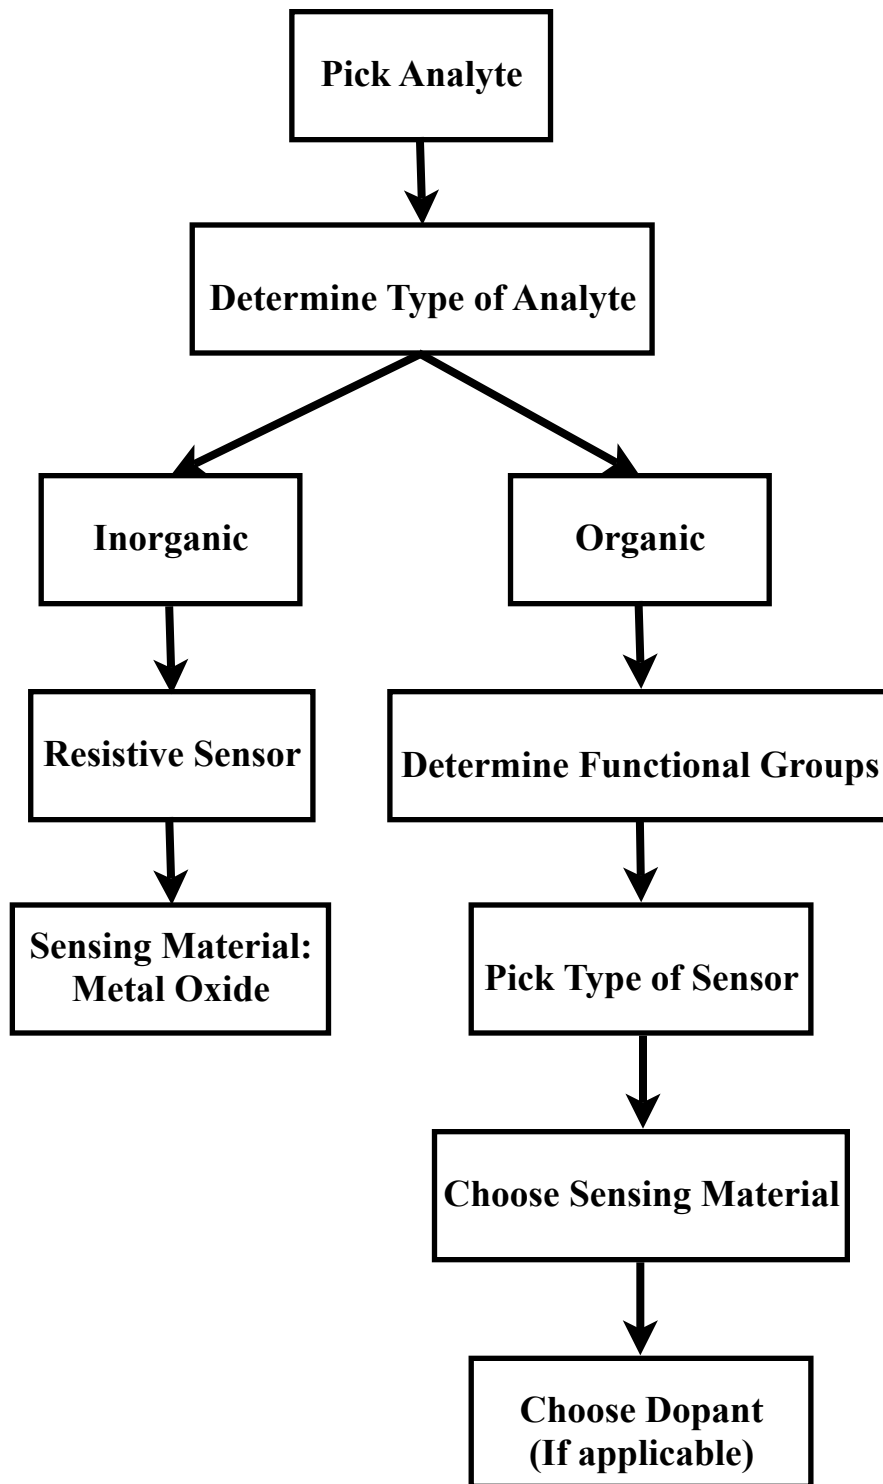 Pick Analyte
Determine Type of Analyte
Inorganic
Organic
Resistive Sensor
Determine Functional Groups
Sensing Material:
Metal Oxide
Pick Type of Sensor
Choose Sensing Material
Choose Dopant
(If applicable)